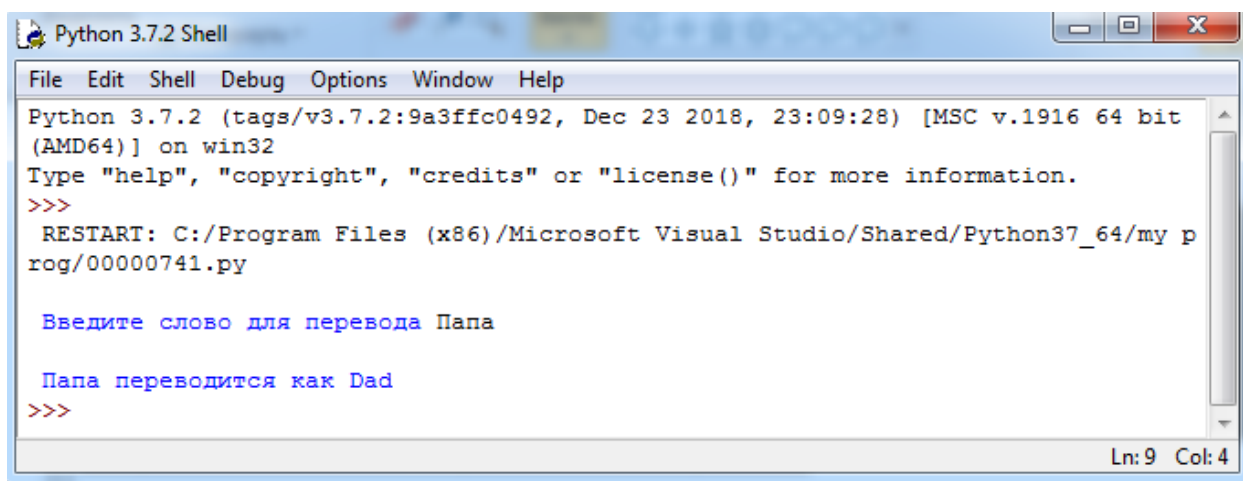 Python 3.7.2 Shell
File Edit Shell Debug Options Window Help
Python 3.7.2 (tags/v3.7.2:9a3ffc0492, Dec 23 2018, 23:09:28) [MSC v.1916 64 bit
(AMD64)] on win32
Type "help", "copyright", "credits" or "license()" for more information.
>>>
RESTART: C:/Program Files (x86)/Microsoft Visual Studio/Shared/Python37_64/my p
rog/00000741.py
Введите слово для перевода Папа
Папа переводится как Dad
>>>
Ln: 9 Col: 4